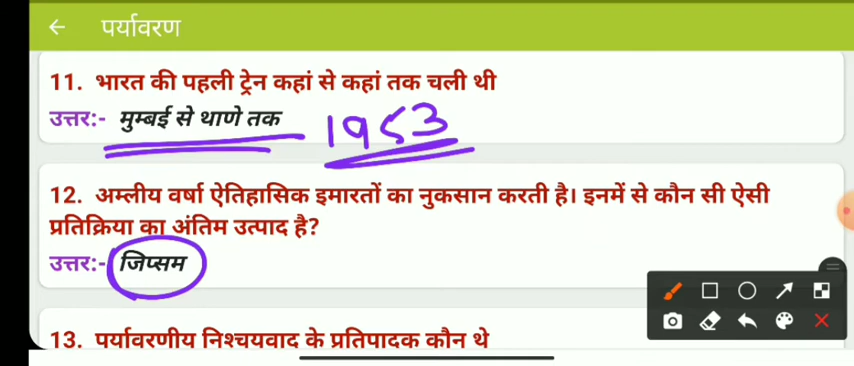 ← पर्यावरण
11. भारत की पहली ट्रेन कहां से कहां तक चली थी
उत्तर:- मुम्बई से थाणे तक 1953
12. अम्लीय वर्षा ऐतिहासिक इमारतों का नुकसान करती है। इनमें से कौन सी ऐसी
प्रतिक्रिया का अंतिम उत्पाद है?
उत्तर:- जिप्सम
13. पर्यावरणीय निश्चयवाद के प्रतिपादक कौन थे